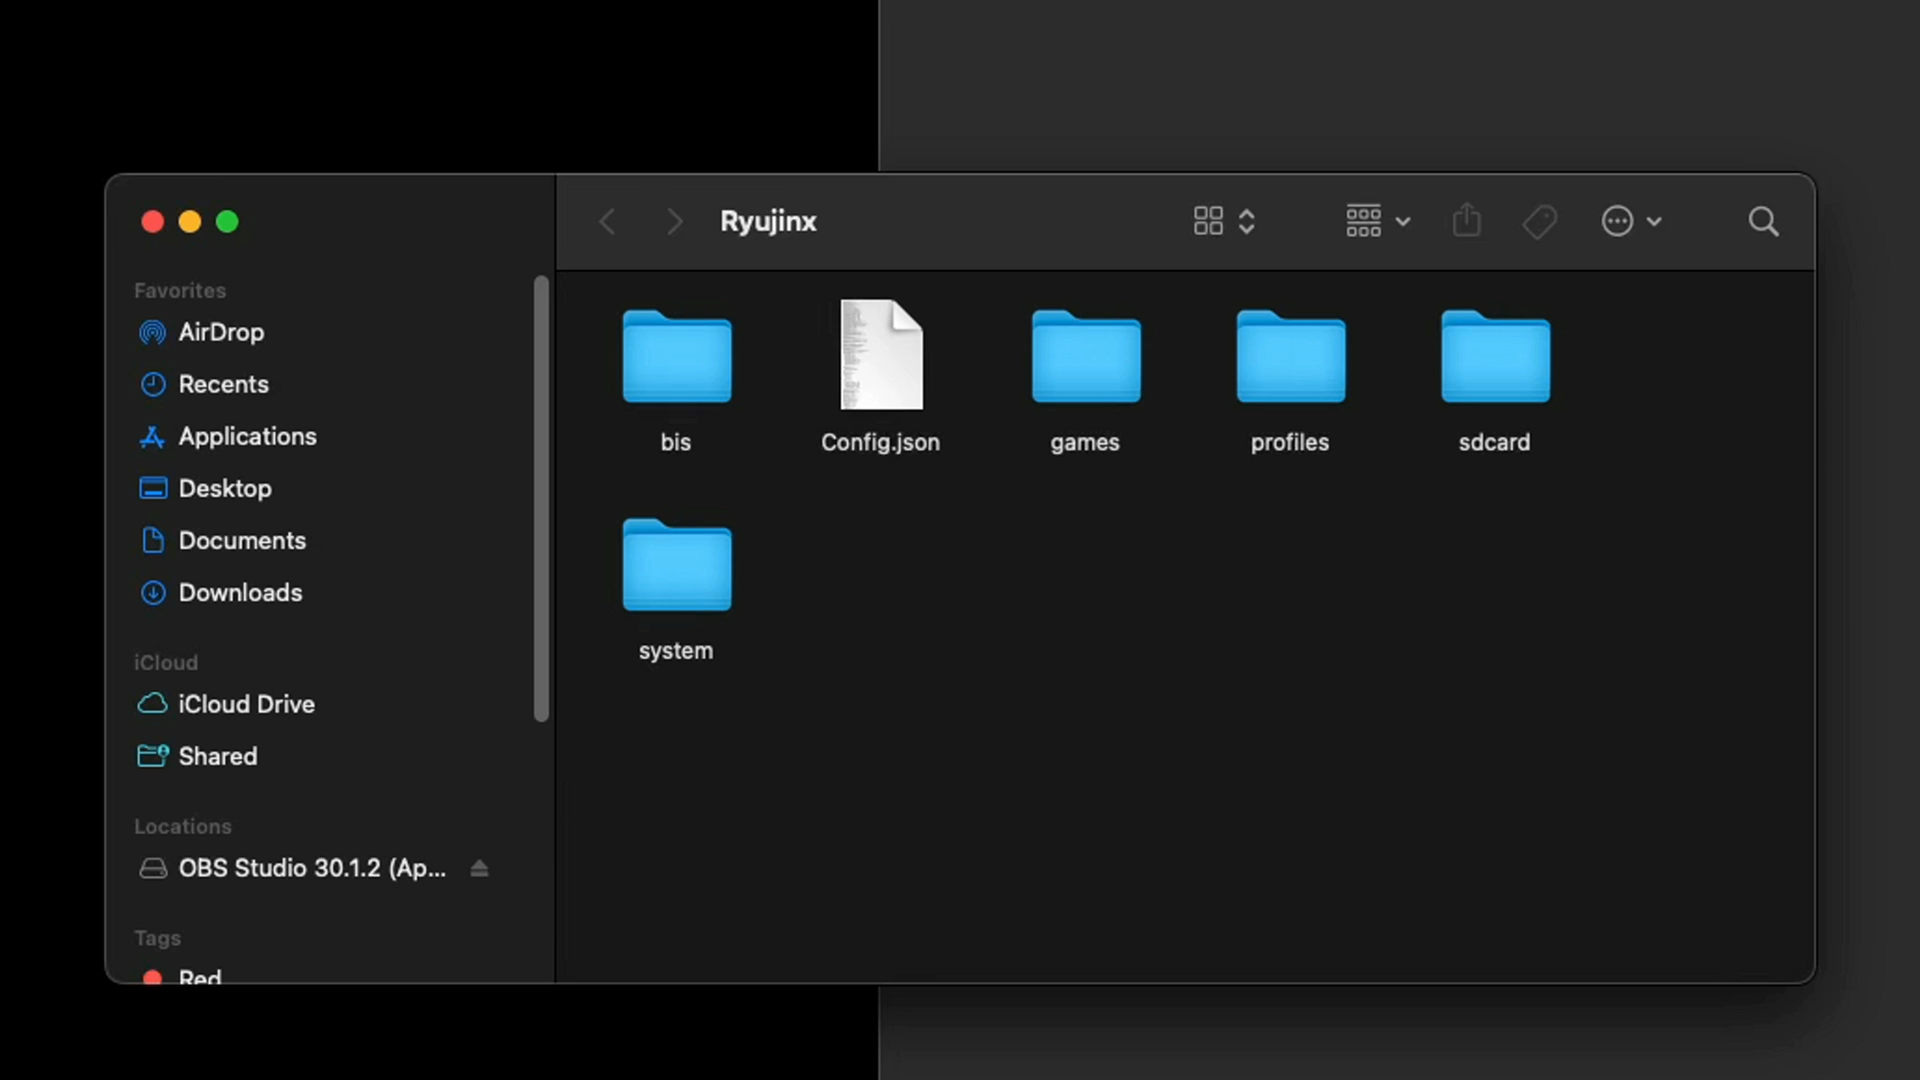 Ryujinx
Favorites
AirDrop
Recents
Applications
Desktop
Documents
Downloads
iCloud
iCloud Drive
Shared
Locations
OBS Studio 30.1.2 (Ap...
Tags
Red
bis
Config.json
games
profiles
sdcard
system